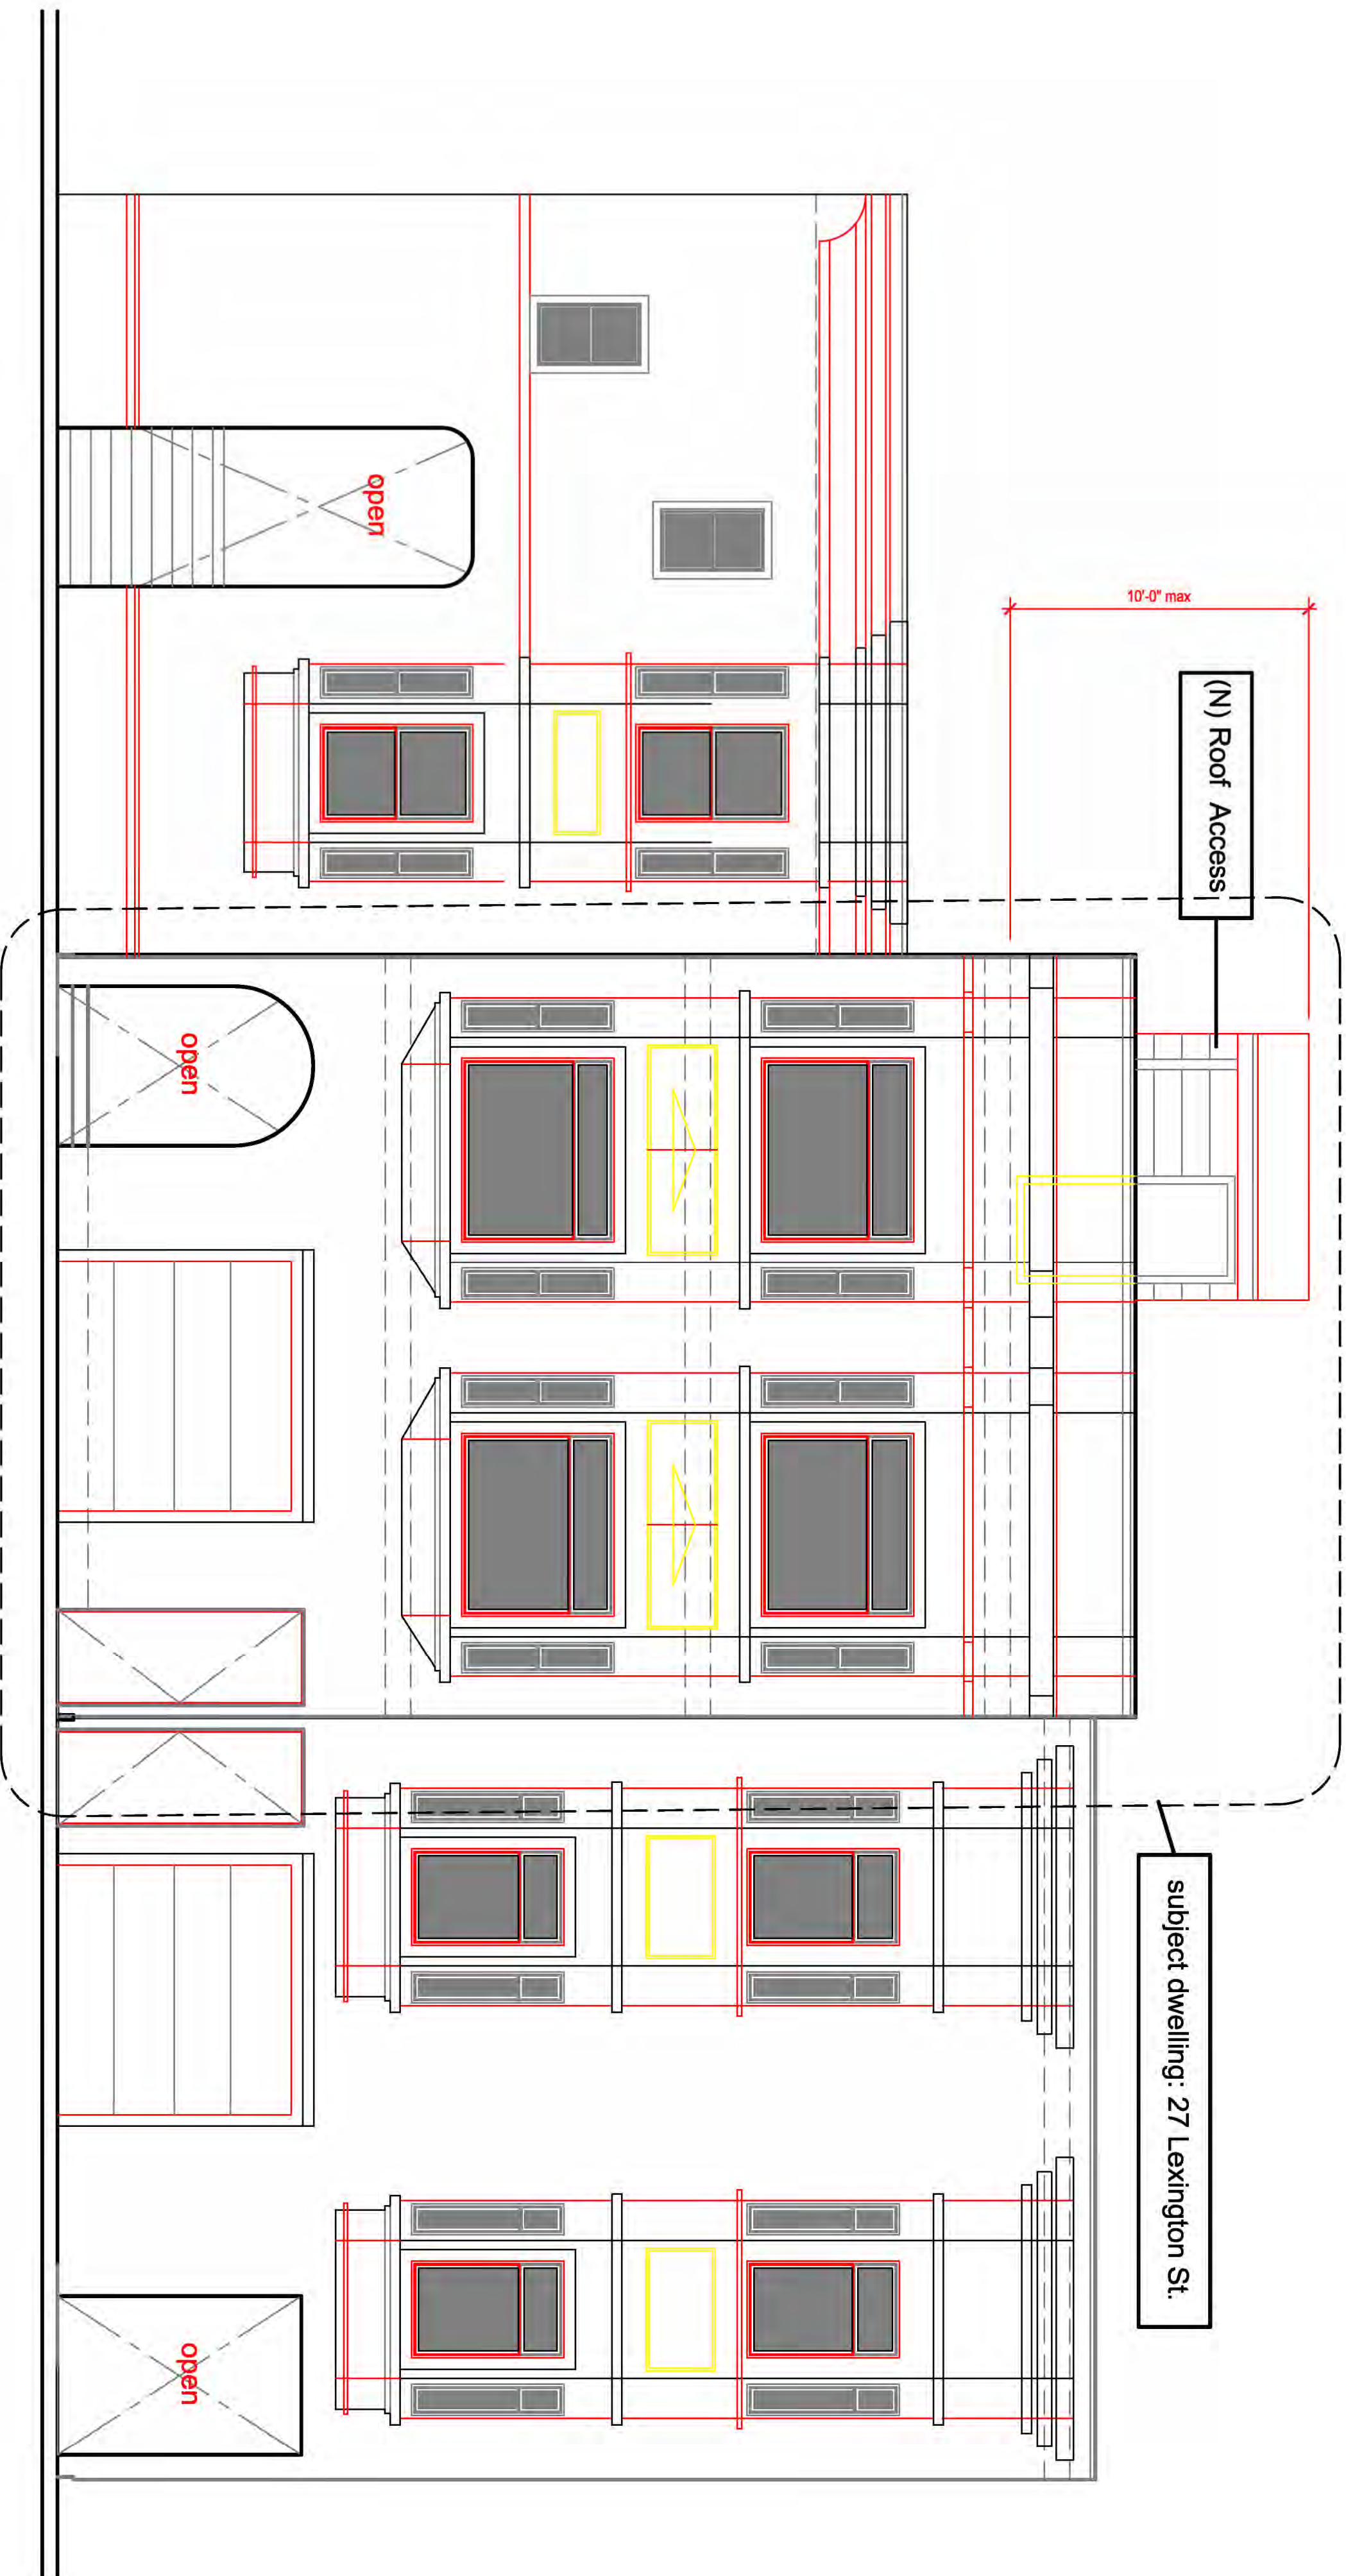 10'-0" max
(N) Roof Access
subject dwelling: 27 Lexington St.
open
open
open